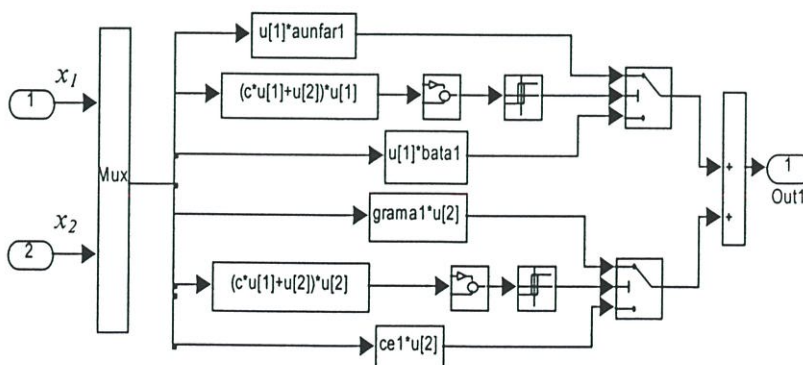 u[1]*aunfar1
x1
1
(c*u[1]+u[2])*u[1]
Mux
u[1]*bata1
+
1
Out1
x2
2
grama1*u[2]
+
(c*u[1]+u[2])*u[2]
ce1*u[2]